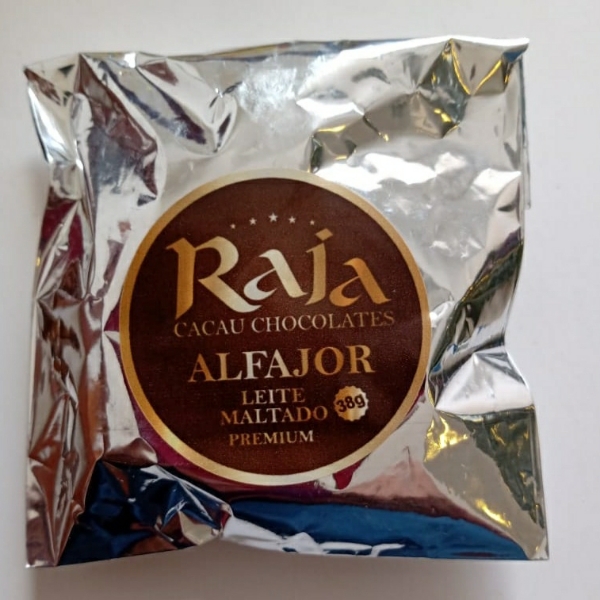 Raja
CACAU CHOCOLATES
ALFAJOR
LEITE
MALTADO 38g
PREMIUM